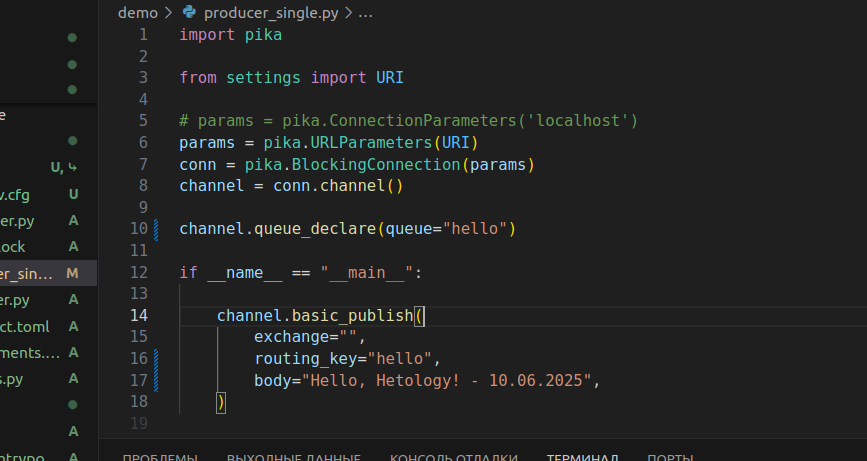 demo > producer_single.py > ...
e
1 import pika
2
3 from settings import URI
4
5 # params = pika.ConnectionParameters('localhost')
6 params = pika.URLParameters(URI)
U,
7 conn = pika.BlockingConnection(params)
v.cfg U
8 channel = conn.channel()
9
er.py A
10 channel.queue_declare(queue="hello")
ock A
11
er_sin... M
12 if __name__ == "__main__":
er.py A
13
ct.toml A
14 channel.basic_publish(
15 exchange="",
ments.... A
16 routing_key="hello",
s.py A
17 body="Hello, Hetology! - 10.06.2025",
18 )
19
A
ntrypo A
ПРОБЛЕМЫ ВЫХОДНЫЕ ДАННЫЕ КОНСОЛЬ ОТЛАДКИ ТЕРМИНАЛ ПОРТЫ